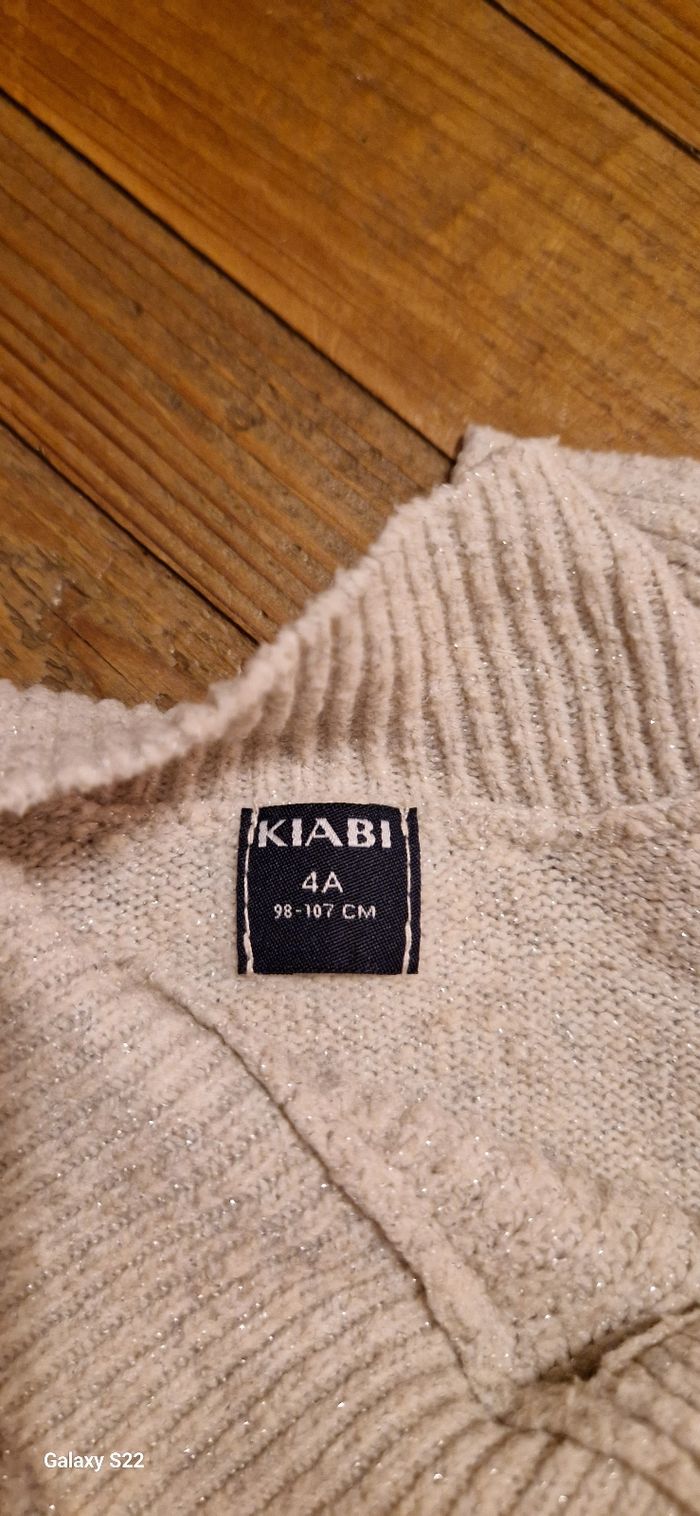 KIABI
4A
98-107 CM
Galaxy S22